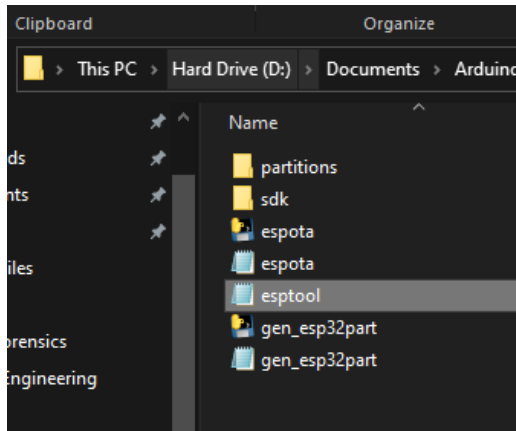 Clipboard
Organize
This PC > Hard Drive (D:) > Documents > Arduino
Name
ds
nts
iles
orensics
Engineering
partitions
sdk
espota
espota
esptool
gen_esp32part
gen_esp32part